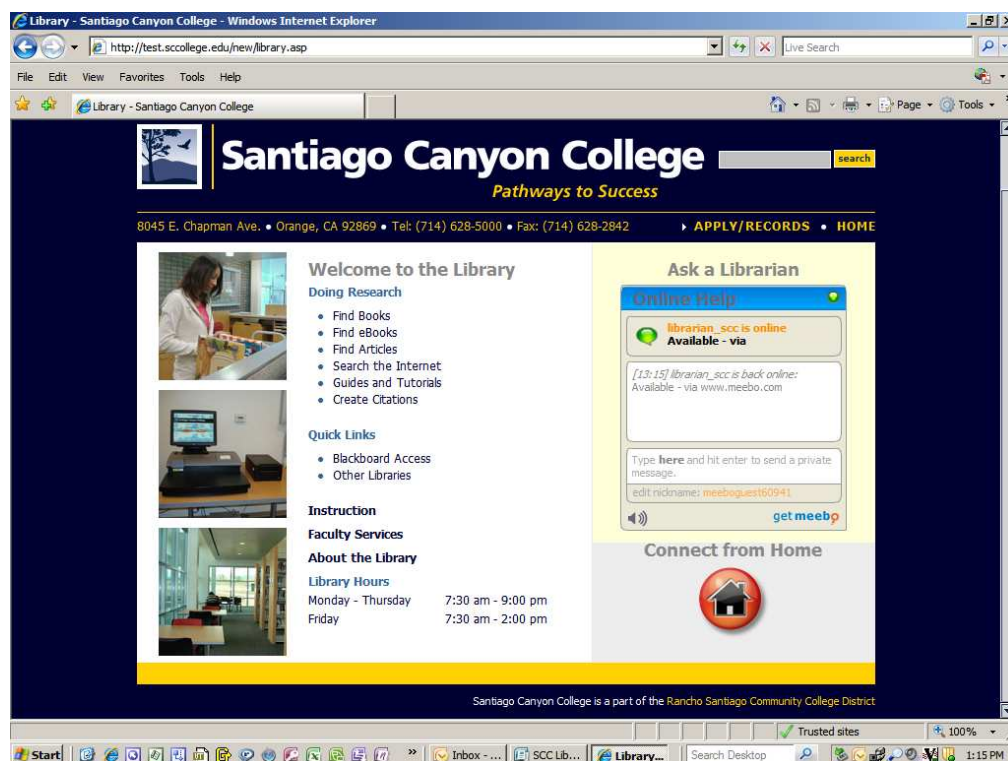 Library - Santiago Canyon College - Windows Internet Explorer
http://test.sccollege.edu/new/library.asp
Live Search
File Edit View Favorites Tools Help
Library - Santiago Canyon College
Page Tools
Santiago Canyon College
search
Pathways to Success
8045 E. Chapman Ave. • Orange, CA 92869 • Tel: (714) 628-5000 • Fax: (714) 628-2842
APPLY/RECORDS • HOME
Welcome to the Library
Doing Research
• Find Books
• Find eBooks
• Find Articles
• Search the Internet
• Guides and Tutorials
• Create Citations
Quick Links
• Blackboard Access
• Other Libraries
Instruction
Faculty Services
About the Library
Library Hours
Monday - Thursday 7:30 am - 9:00 pm
Friday 7:30 am - 2:00 pm
Ask a Librarian
Online Help
librarian_scc is online
Available - via
[13:15] librarian_scc is back online:
Available - via www.meebo.com
Type here and hit enter to send a private
message.
edit nickname: meeboguest60941
get meebo
Connect from Home
Santiago Canyon College is a part of the Rancho Santiago Community College District
Trusted sites
100%
Start
Inbox - ...
SCC Lib...
Library...
Search Desktop
1:15 PM